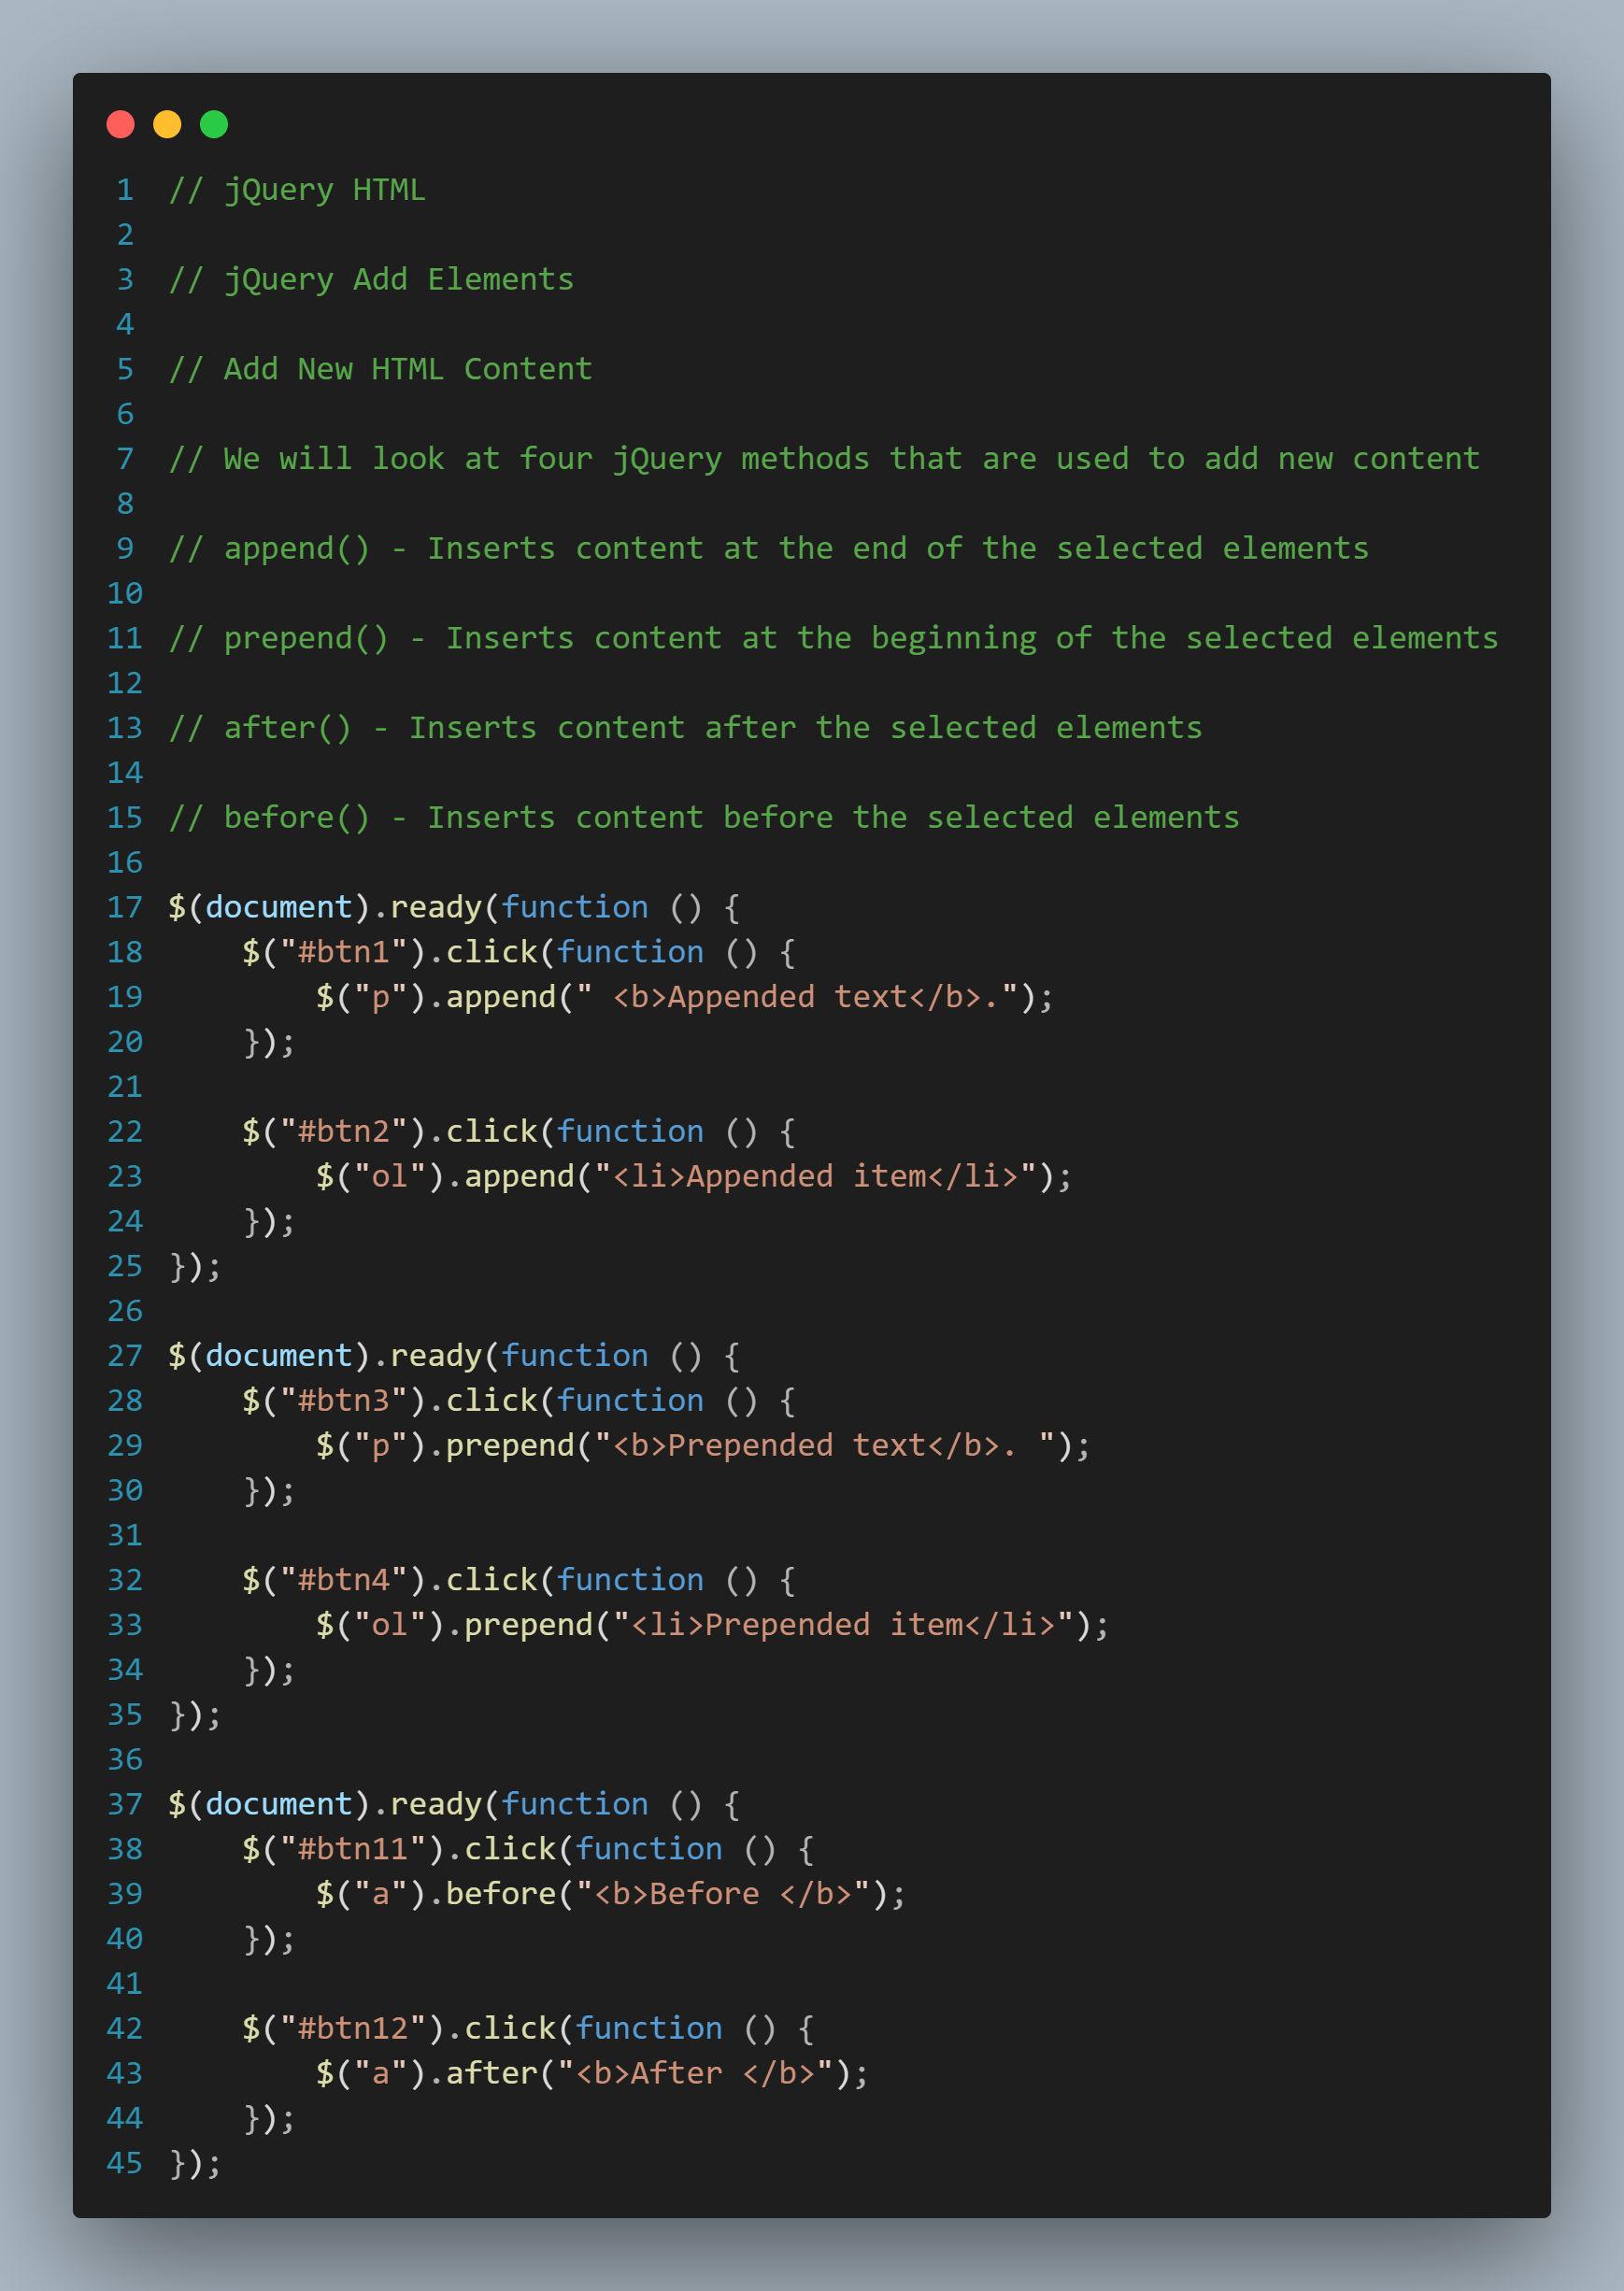 1 // jQuery HTML
2
3 // jQuery Add Elements
4
5 // Add New HTML Content
6
7 // We will look at four jQuery methods that are used to add new content
8
9 // append() - Inserts content at the end of the selected elements
10
11 // prepend() - Inserts content at the beginning of the selected elements
12
13 // after() - Inserts content after the selected elements
14
15 // before() - Inserts content before the selected elements
16
17 $(document).ready(function () {
18     $("#btn1").click(function () {
19         $("p").append(" <b>Appended text</b>.");
20     });
21
22     $("#btn2").click(function () {
23         $("ol").append("<li>Appended item</li>");
24     });
25 });
26
27 $(document).ready(function () {
28     $("#btn3").click(function () {
29         $("p").prepend("<b>Prepended text</b>. ");
30     });
31
32     $("#btn4").click(function () {
33         $("ol").prepend("<li>Prepended item</li>");
34     });
35 });
36
37 $(document).ready(function () {
38     $("#btn11").click(function () {
39         $("a").before("<b>Before </b>");
40     });
41
42     $("#btn12").click(function () {
43         $("a").after("<b>After </b>");
44     });
45 });